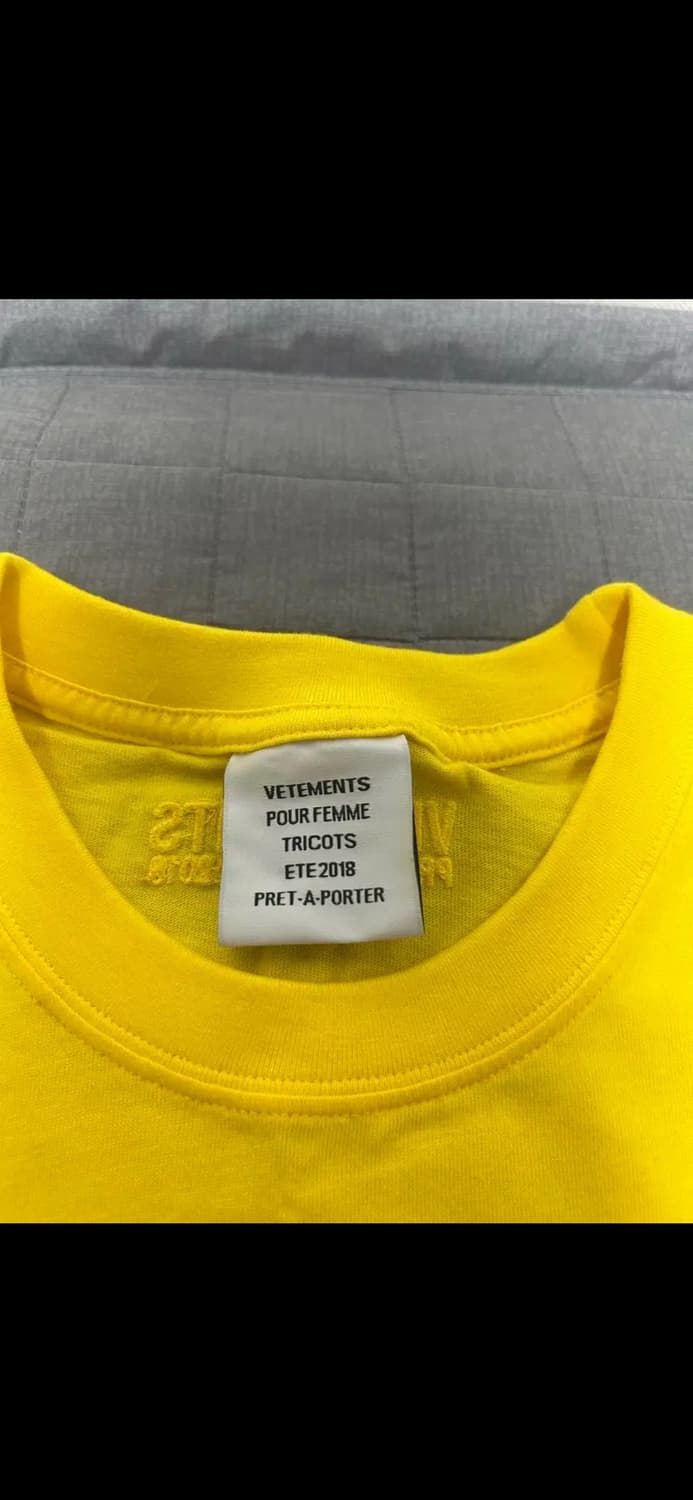 VETEMENTS
POUR FEMME
TRICOTS
ETE 2018
PRET-A-PORTER